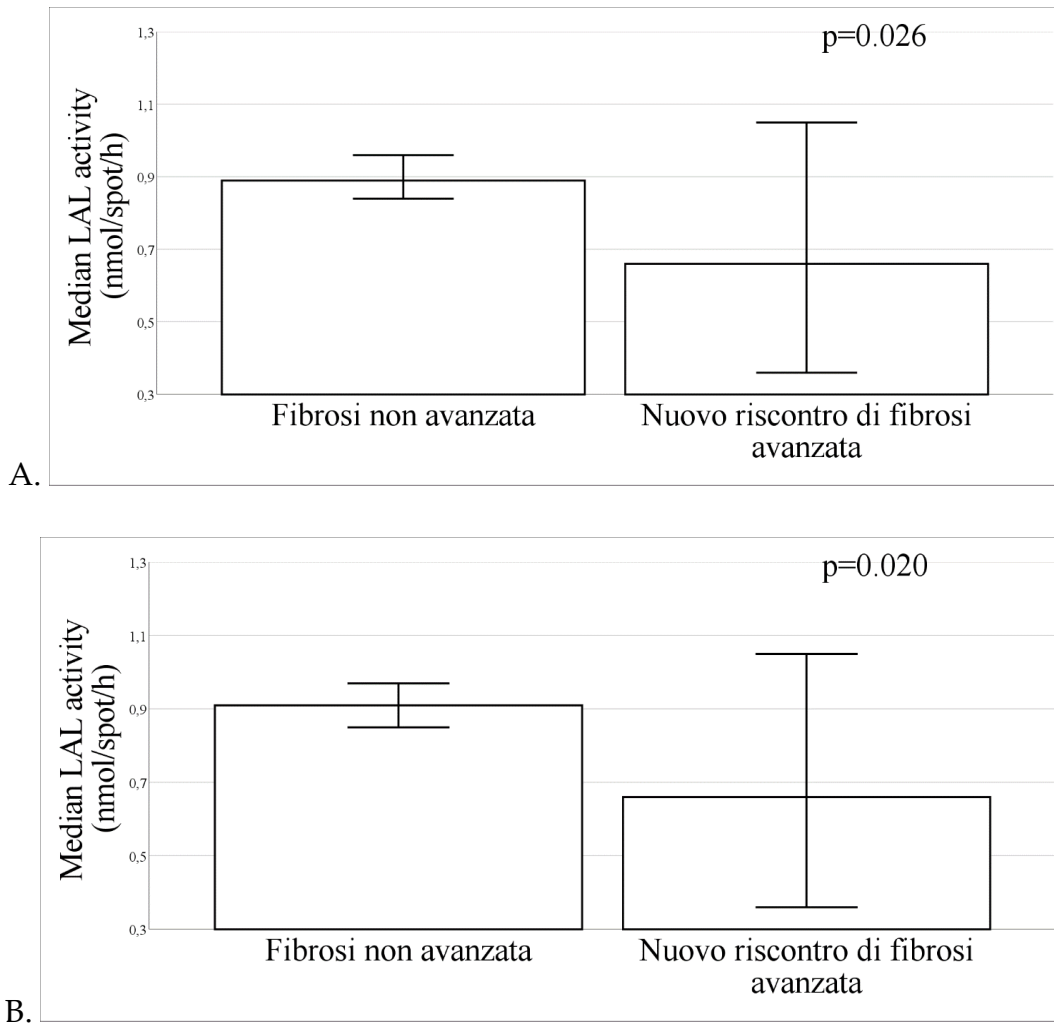 p=0.026
Median LAL activity
(nmol/spot/h)
1,3
1,1
0,9
0,7
0,5
0,3
Fibrosi non avanzata
Nuovo riscontro di fibrosi
avanzata
A.
p=0.020
Median LAL activity
(nmol/spot/h)
1,3
1,1
0,9
0,7
0,5
0,3
Fibrosi non avanzata
Nuovo riscontro di fibrosi
avanzata
B.